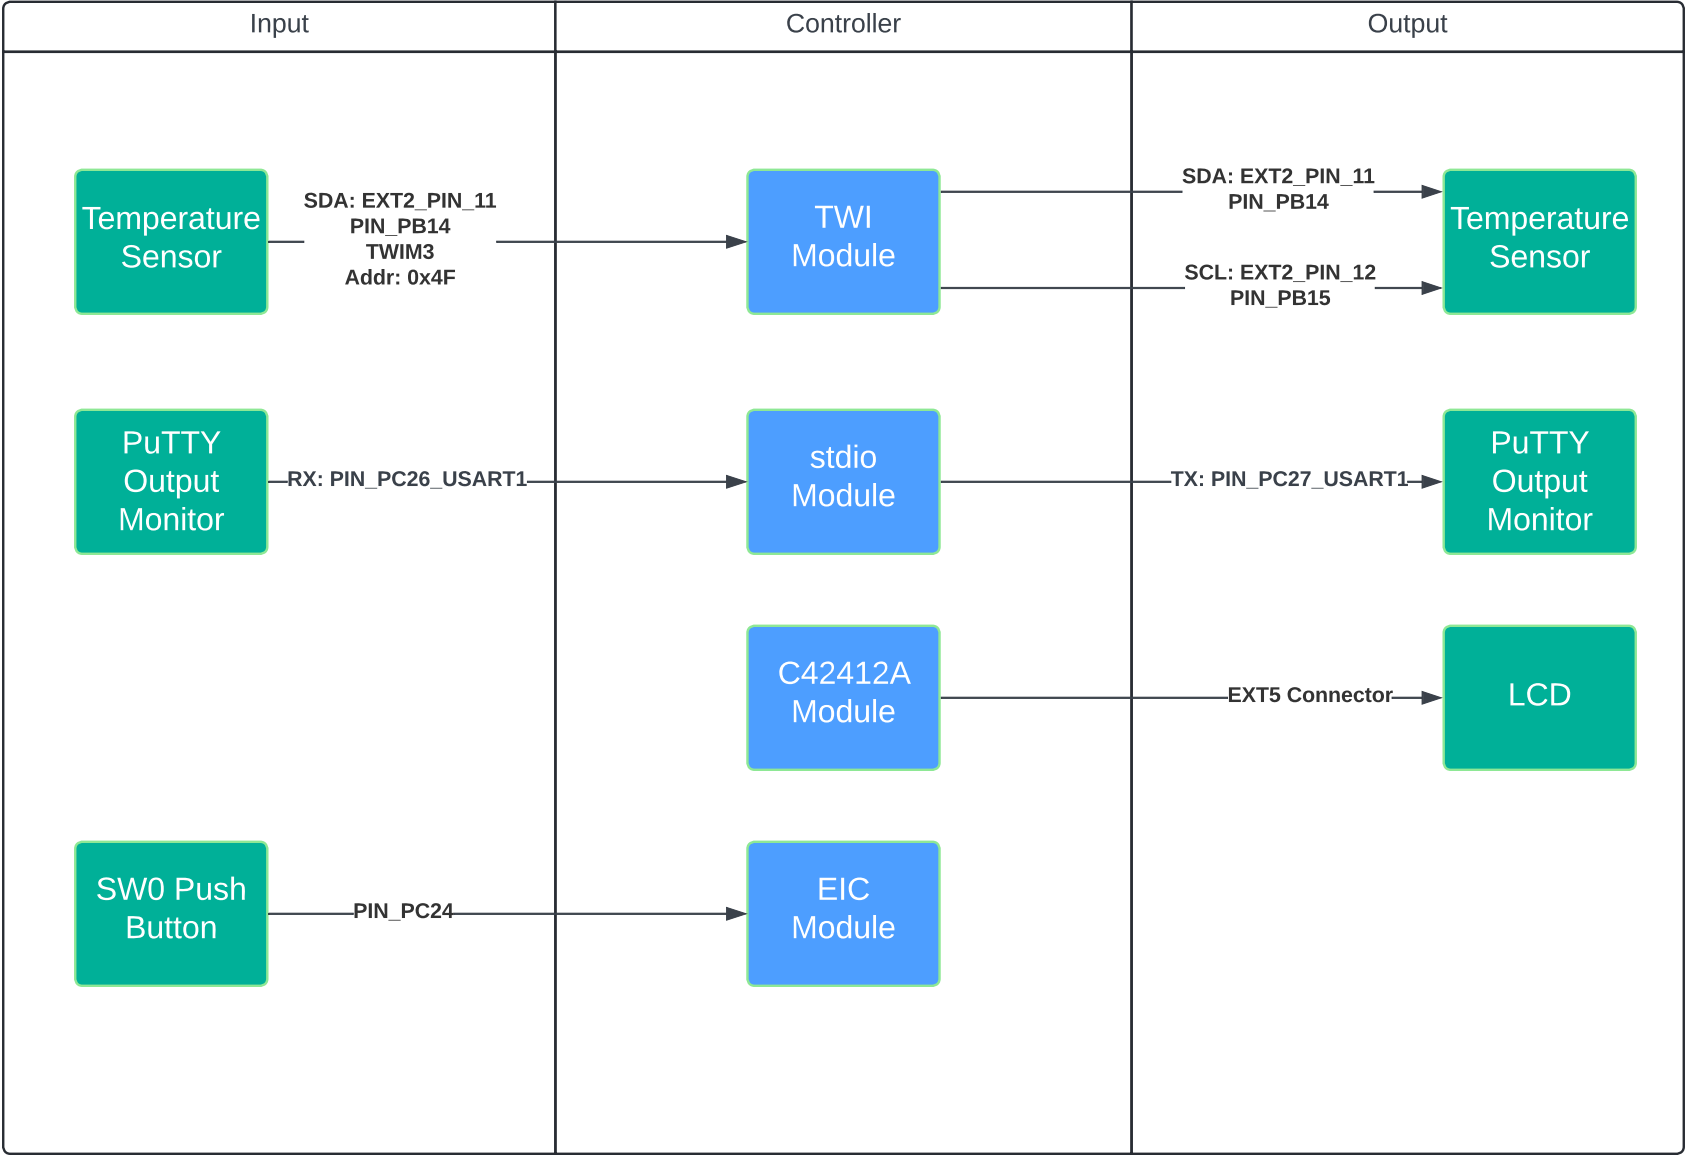 Input
Controller
Output
Temperature
Sensor
SDA: EXT2_PIN_11
PIN_PB14
TWIM3
Addr: 0x4F
TWI
Module
SDA: EXT2_PIN_11
PIN_PB14
SCL: EXT2_PIN_12
PIN_PB15
Temperature
Sensor
PuTTY
Output
Monitor
RX: PIN_PC26_USART1
stdio
Module
TX: PIN_PC27_USART1
PuTTY
Output
Monitor
C42412A
Module
EXT5 Connector
LCD
SW0 Push
Button
PIN_PC24
EIC
Module